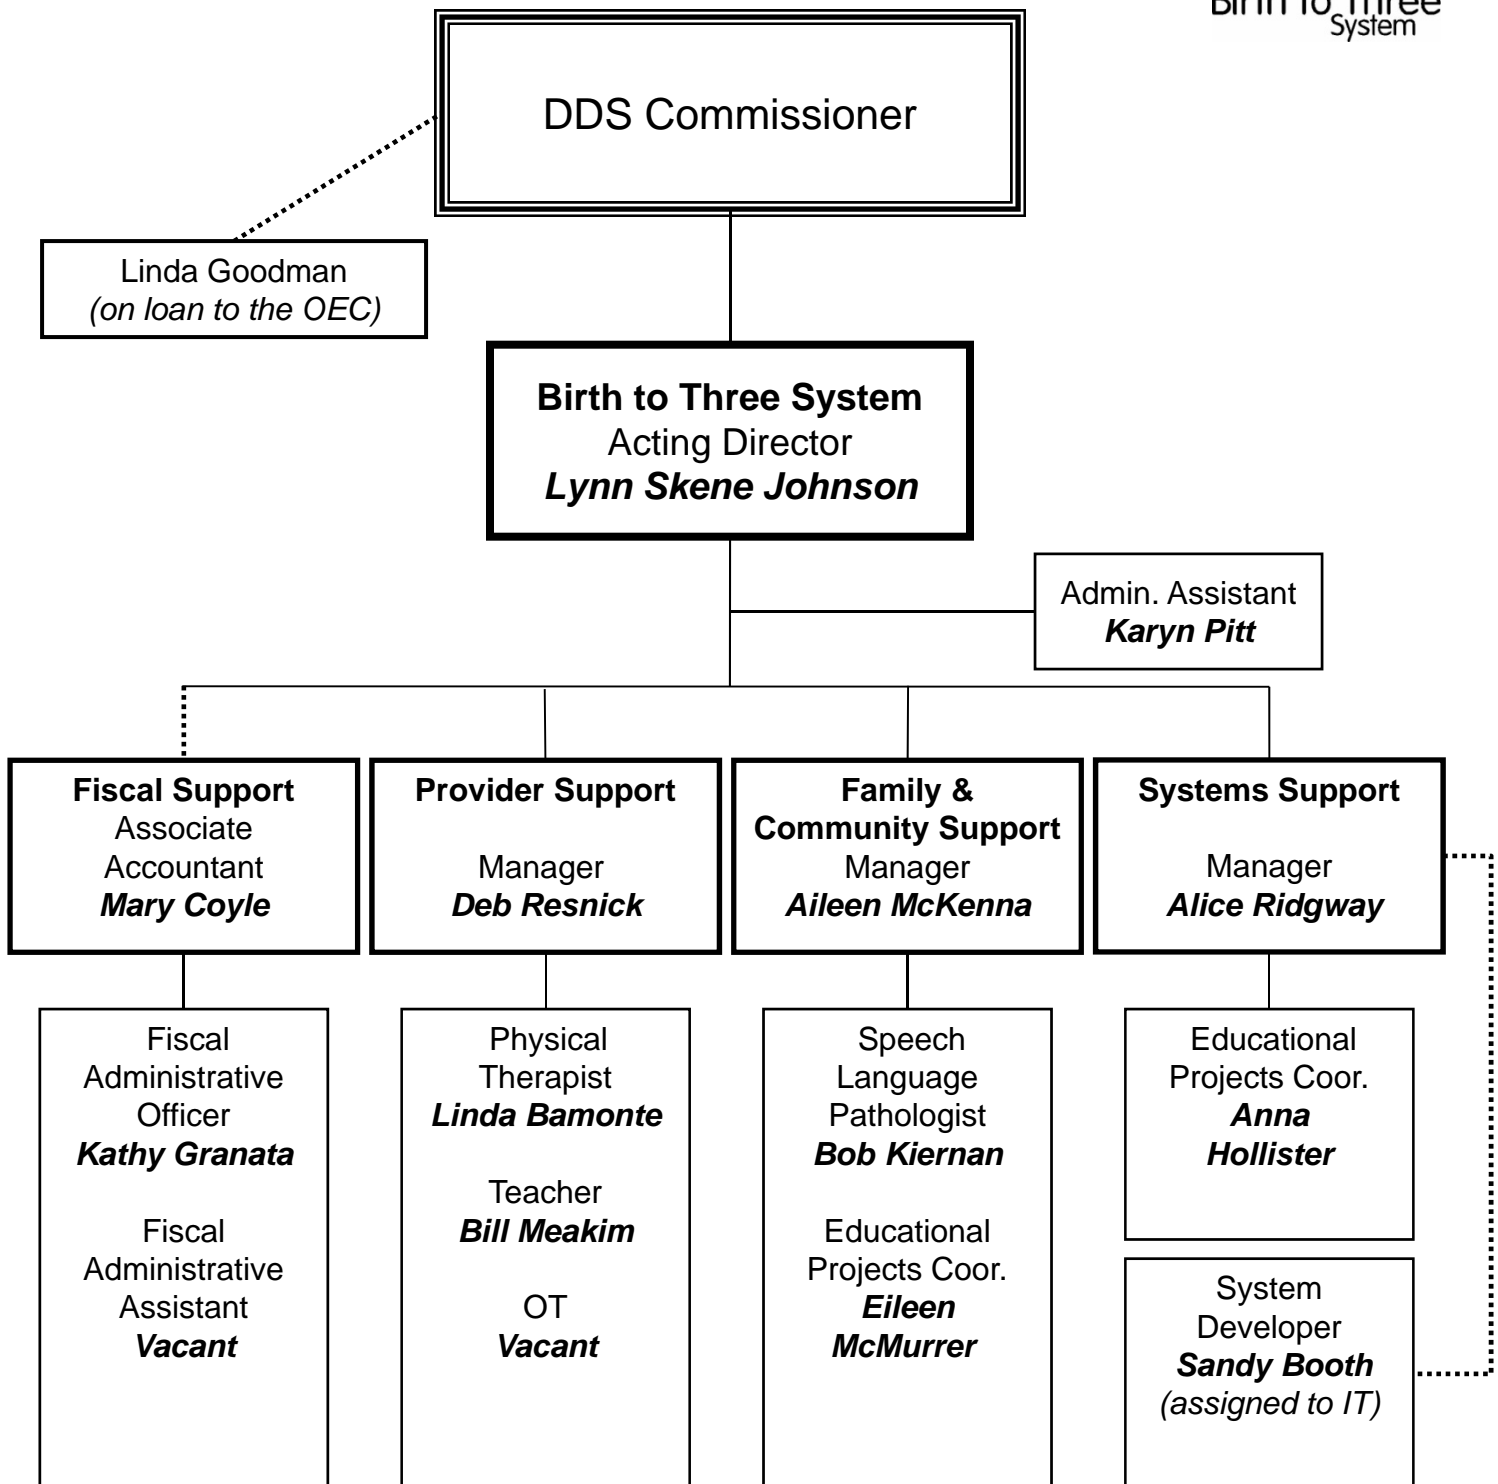 Birth to Three
System
DDS Commissioner
Linda Goodman
(on loan to the OEC)
Birth to Three System
Acting Director
Lynn Skene Johnson
Admin. Assistant
Karyn Pitt
Fiscal Support
Associate
Accountant
Mary Coyle
Provider Support
Manager
Deb Resnick
Family &
Community Support
Manager
Aileen McKenna
Systems Support
Manager
Alice Ridgway
Fiscal
Administrative
Officer
Kathy Granata
Fiscal
Administrative
Assistant
Vacant
Physical
Therapist
Linda Bamonte
Teacher
Bill Meakim
OT
Vacant
Speech
Language
Pathologist
Bob Kiernan
Educational
Projects Coor.
Eileen
McMurrer
Educational
Projects Coor.
Anna
Hollister
System
Developer
Sandy Booth
(assigned to IT)